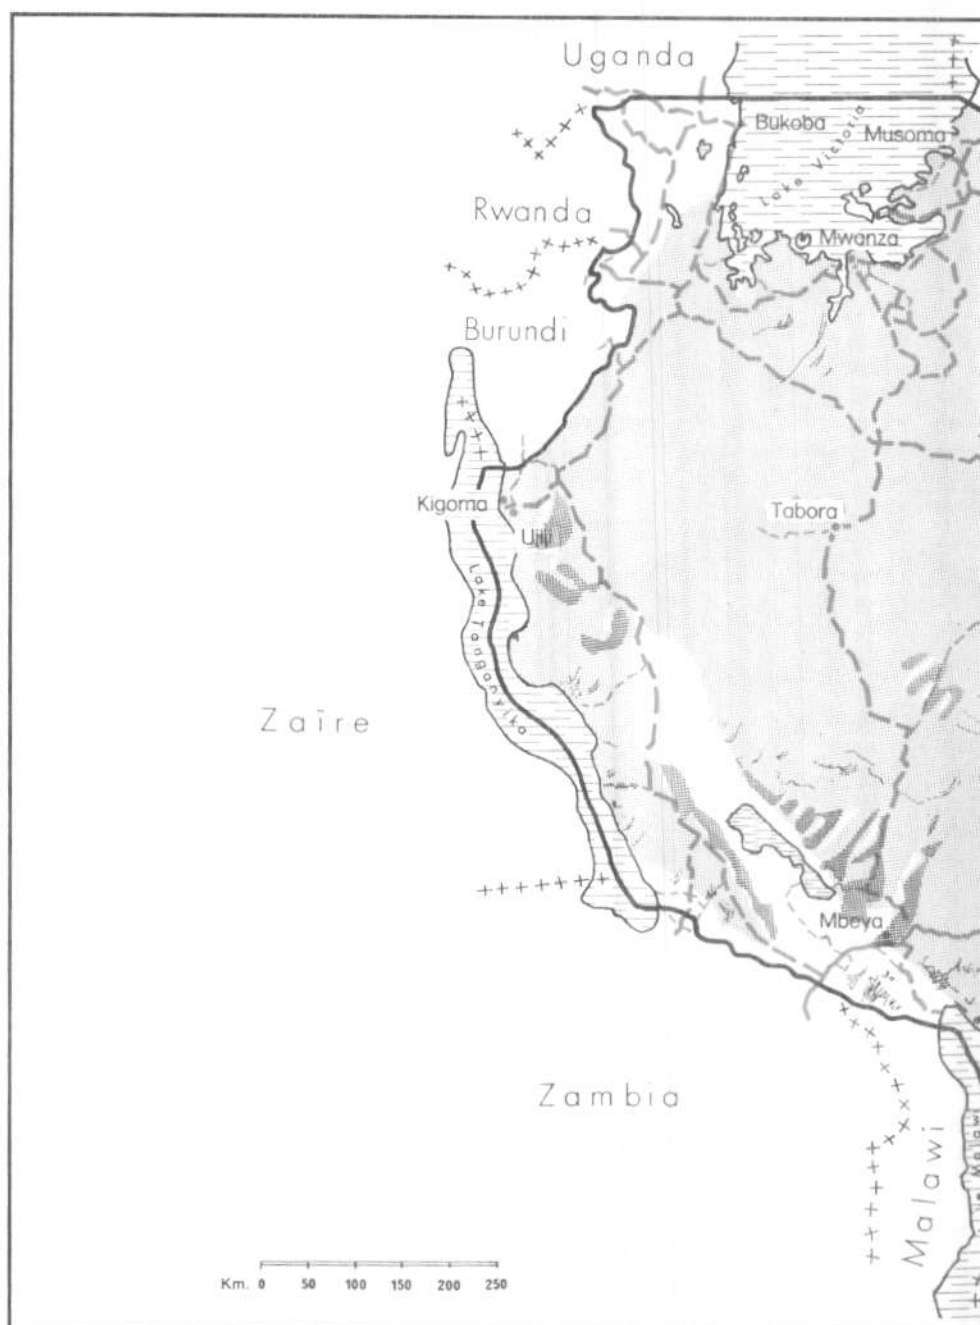 Uganda
Bukoba
Musoma
Lake Victoria
Rwanda
Mwanza
Burundi
Kigoma
Tabora
Ujiji
Lake Tanganyika
Zaïre
Mbeya
Zambia
Malawi
Malawi
Km. 0 50 100 150 200 250